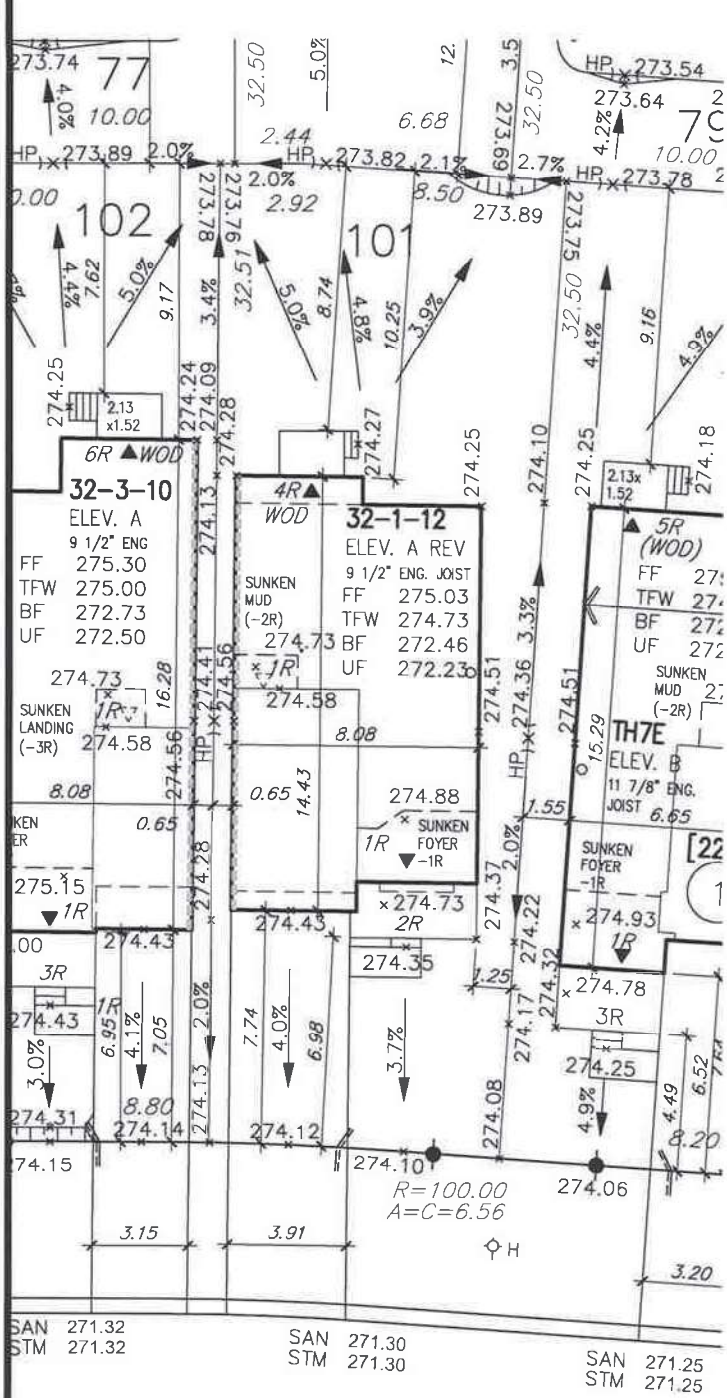 273.74
77
10.00
4.0%
32.50
5.0%
12.
3.5
32.50
HP
273.54
273.64
4.2%
10.00
HP
273.89
2.0%
2.44
HP
273.82
2.1%
6.68
273.69
2.7%
HP
273.78
2.0%
2.92
8.50
273.89
102
273.78
273.76
32.51
101
273.75
32.50
4.4%
7.62
5.0%
9.17
3.4%
5.0%
8.74
4.8%
10.25
3.9%
4.4%
9.16
4.9%
274.25
2.13
x1.52
274.24
274.09
274.28
274.27
274.25
274.10
274.25
2.13x
1.52
274.18
6R
WOD
32-3-10
ELEV. A
9 1/2" ENG
FF 275.30
TFW 275.00
BF 272.73
UF 272.50
274.13
4R
WOD
32-1-12
ELEV. A REV
9 1/2" ENG. JOIST
FF 275.03
TFW 274.73
BF 272.46
UF 272.23
SUNKEN
MUD
(-2R)
274.73
1R
274.58
3.3%
5R
(WOD)
FF
TFW
BF
UF
SUNKEN
MUD
(-2R)
274.73
16.28
1R
274.58
SUNKEN
LANDING
(-3R)
274.56
HP
274.41
274.56
8.08
274.51
274.36
HP
274.51
15.29
TH7E
ELEV. B
11 7/8" ENG.
JOIST
6.65
8.08
0.65
0.65
14.43
274.88
1R
SUNKEN
FOYER
-1R
1.55
2.0%
SUNKEN
FOYER
-1R
[22
275.15
1R
274.28
274.73
2R
274.37
274.22
274.93
1R
274.43
274.43
274.35
274.32
274.78
3R
1R
3R
274.43
1.25
274.17
274.25
3.0%
6.95
4.1%
7.05
2.0%
7.74
4.0%
6.98
3.7%
4.9%
4.49
6.52
274.31
8.80
274.13
274.08
8.20
274.15
274.14
274.12
274.10
274.06
R=100.00
A=C=6.56
H
3.15
3.91
3.20
SAN 271.32
STM 271.32
SAN 271.30
STM 271.30
SAN 271.25
STM 271.25